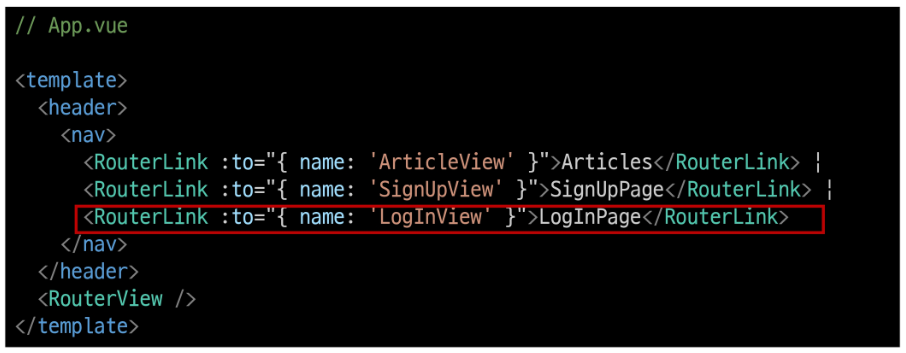 // App.vue
<template>
<header>
<nav>
<RouterLink :to="{ name: 'ArticleView' }">Articles</RouterLink> |
<RouterLink :to="{ name: 'SignUpView' }">SignUpPage</RouterLink> |
<RouterLink :to="{ name: 'LogInView' }">LogInPage</RouterLink>
</nav>
</header>
<RouterView />
</template>